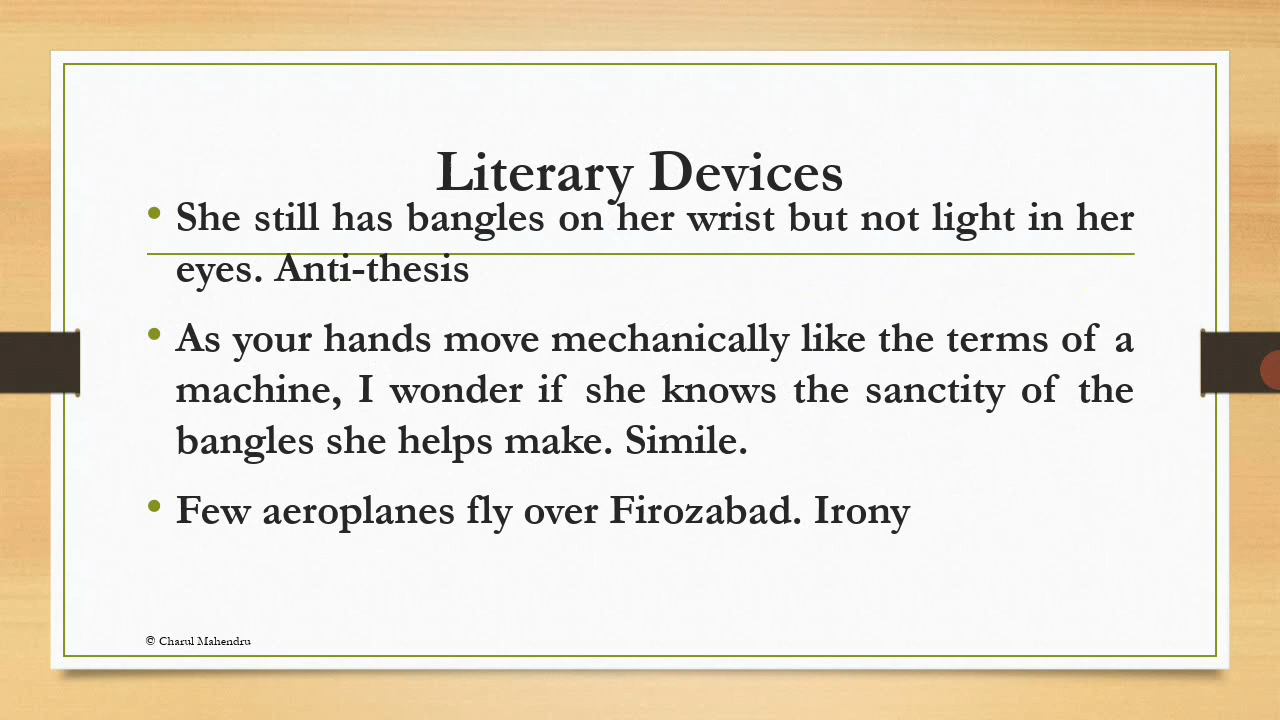 Literary Devices
• She still has bangles on her wrist but not light in her
eyes. Anti-thesis
• As your hands move mechanically like the terms of a
machine, I wonder if she knows the sanctity of the
bangles she helps make. Simile.
• Few aeroplanes fly over Firozabad. Irony
© Charul Mahendru